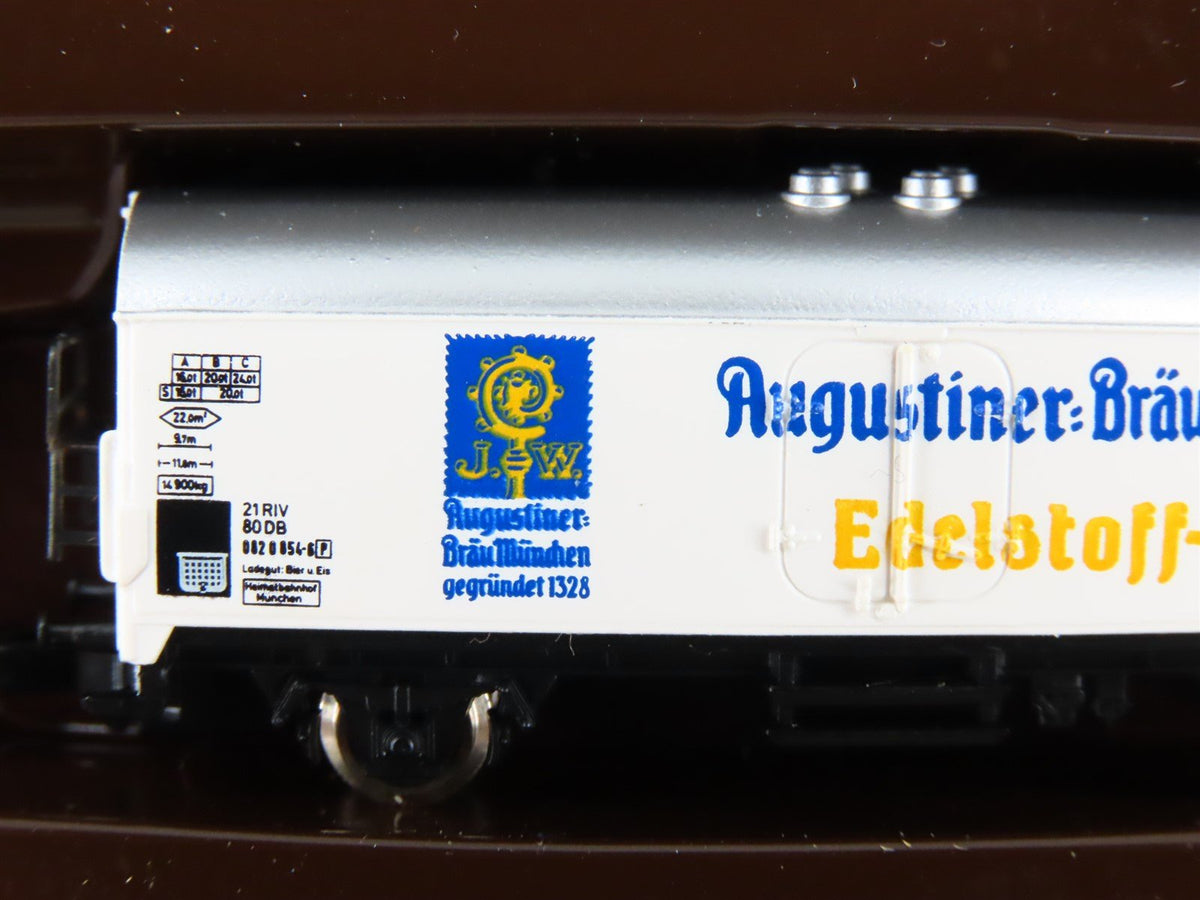 A B C
16.0t 20.0t 24.0t
S 16.0t 20.0t
22.0m²
9.7m
11.8m
14 900kg
21 RIV
80 DB
082 0 854-6 P
Ladegut: Bier u. Eis
Heimatbahnhof
München
J. W.
Augustiner=
Bräu München
gegründet 1328
Augustiner=Bräu
Edelstoff-